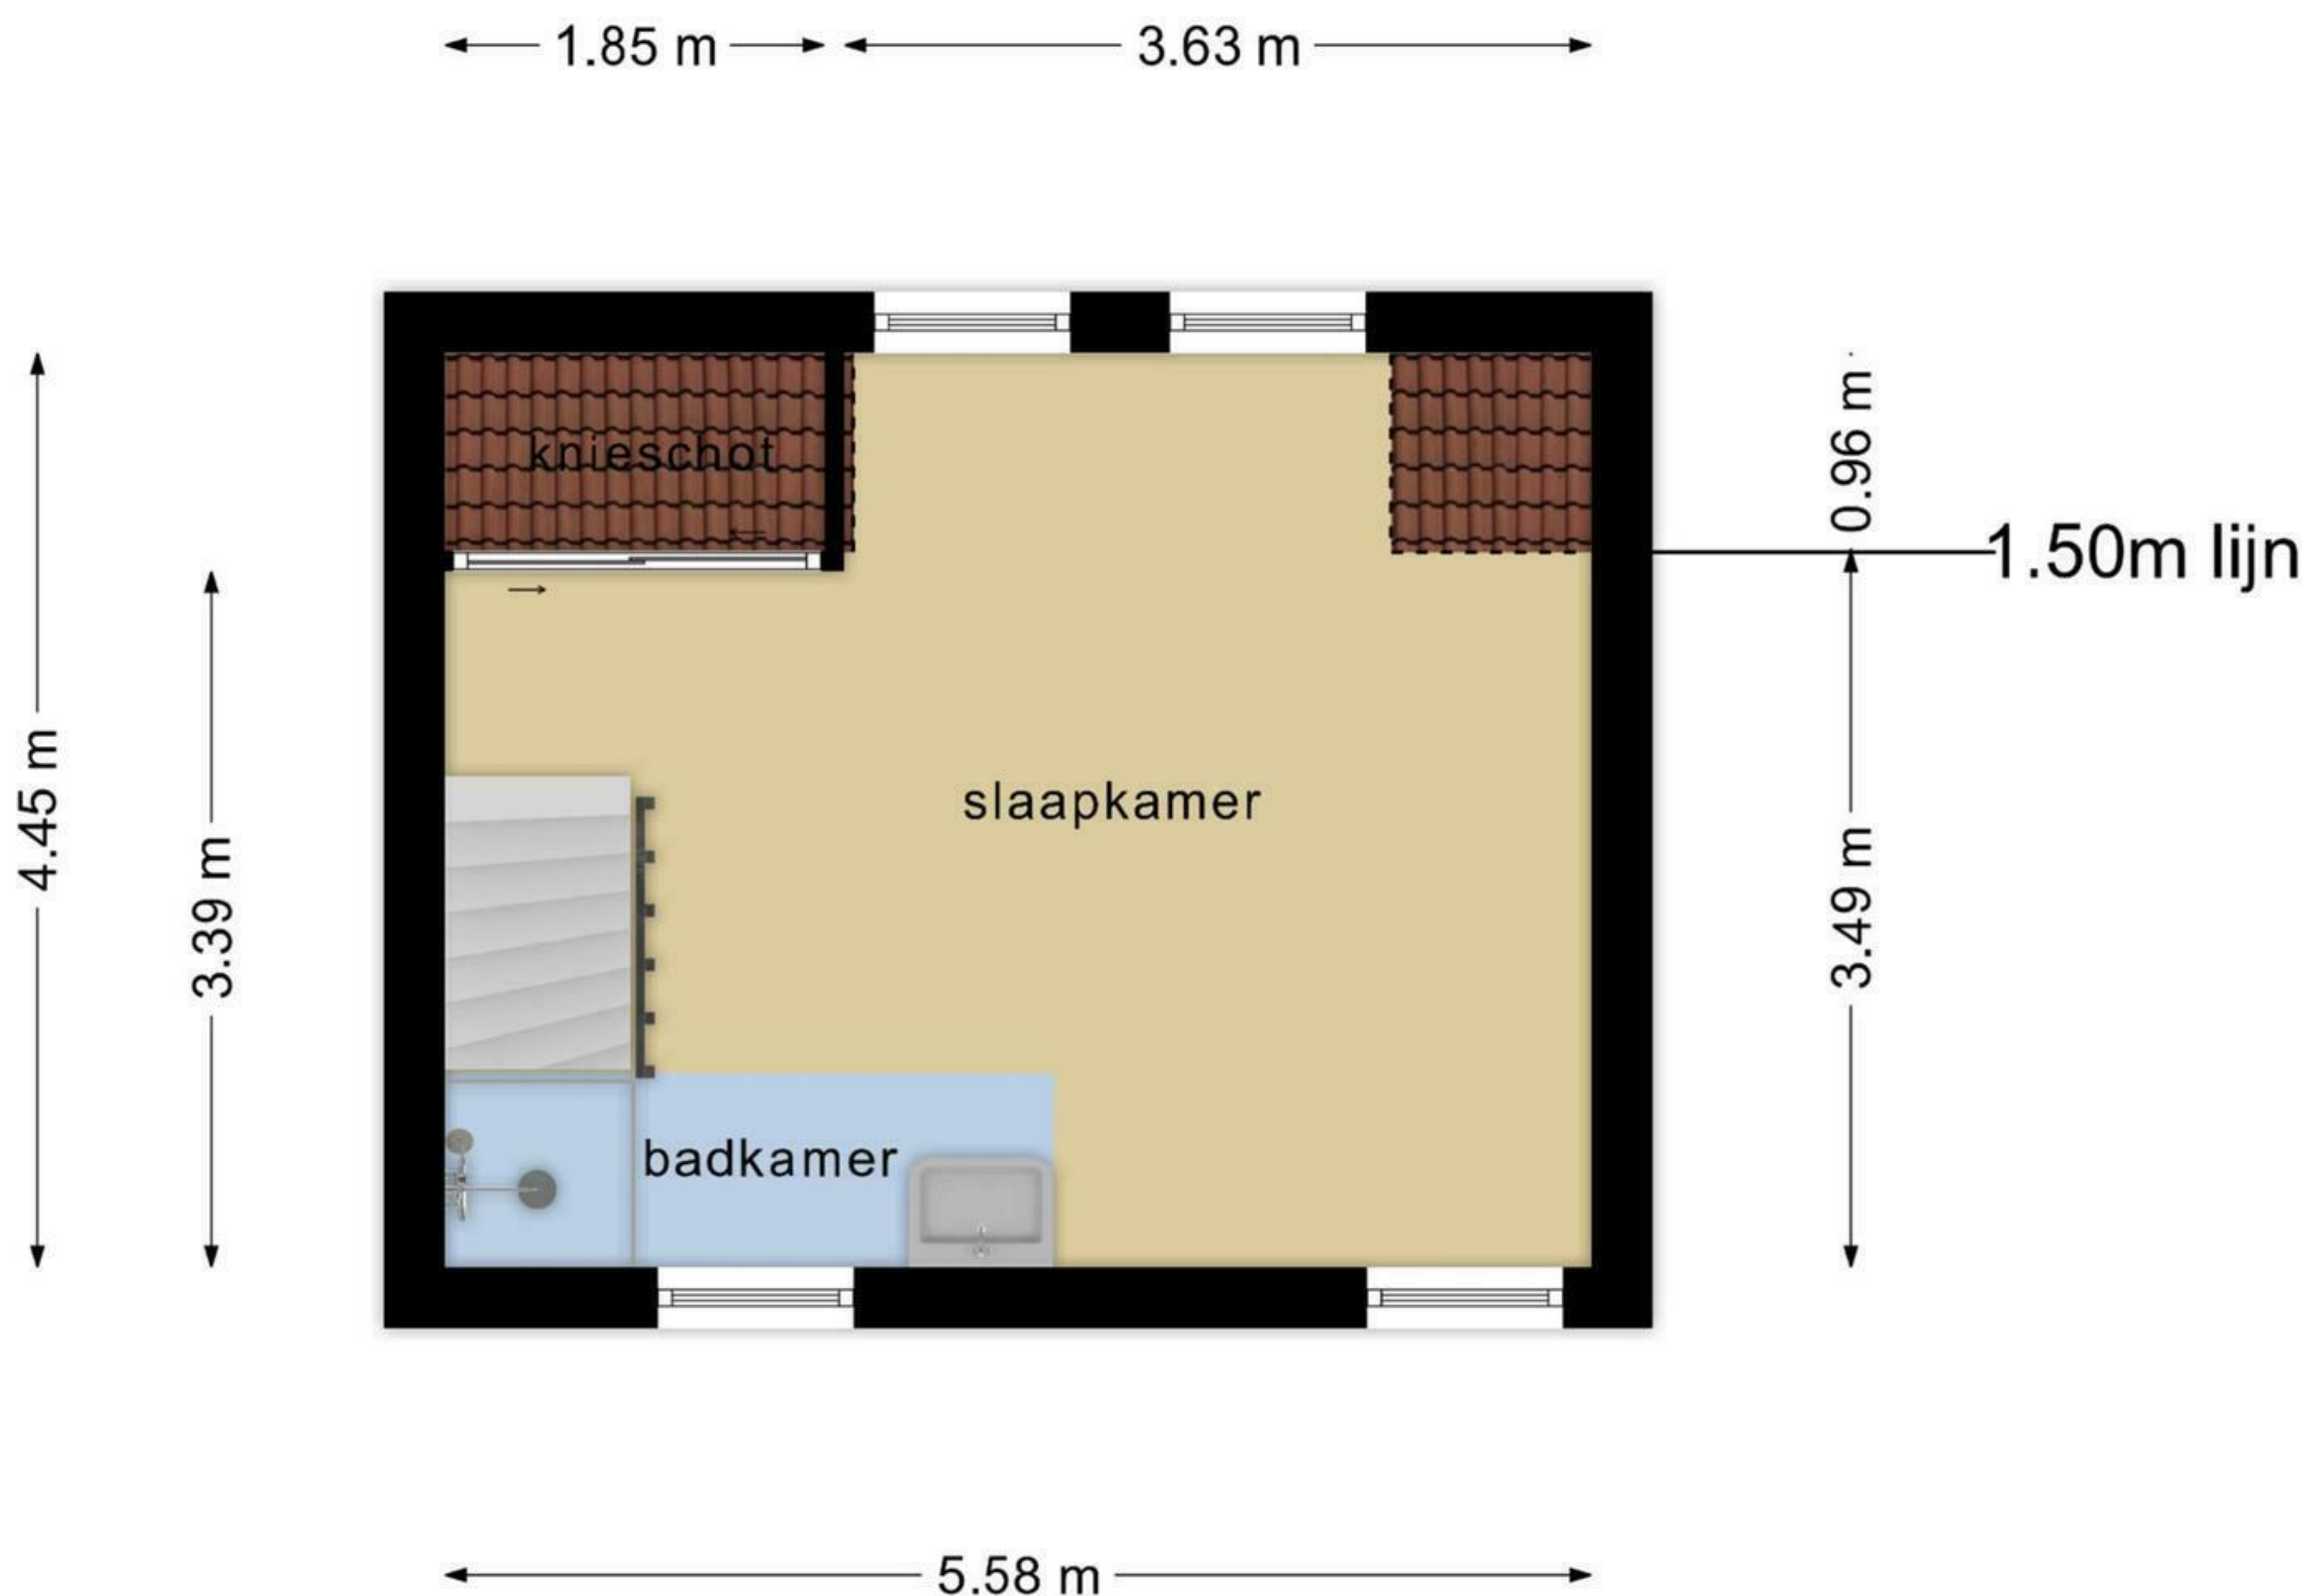 1.85 m
3.63 m
knieschot
0.96 m
1.50m lijn
4.45 m
3.39 m
slaapkamer
3.49 m
badkamer
5.58 m